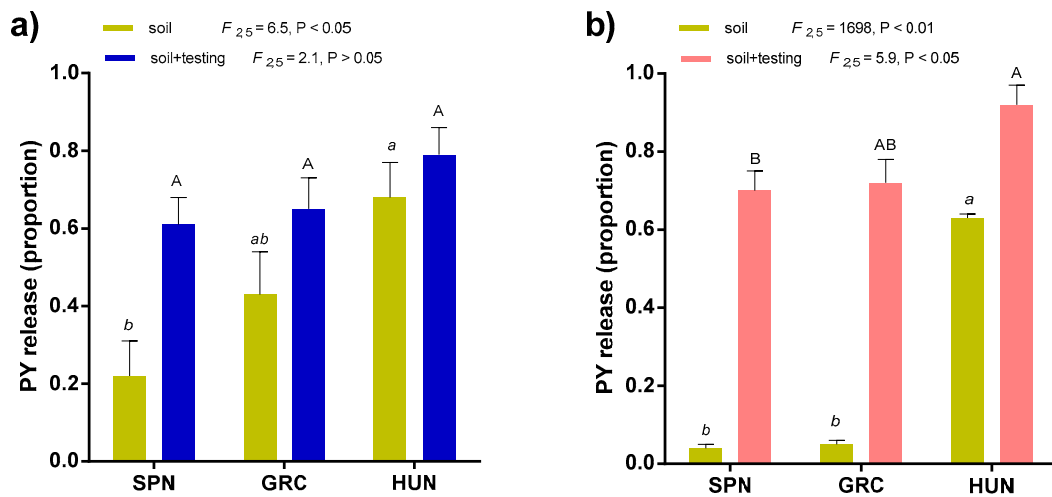 a)
soil F 2,5 = 6.5, P < 0.05
soil+testing F 2,5 = 2.1, P > 0.05
PY release (proportion)
1.0
0.8
0.6
0.4
0.2
0.0
b
A
ab
A
a
A
SPN GRC HUN
b)
soil F 2,5 = 1698, P < 0.01
soil+testing F 2,5 = 5.9, P < 0.05
PY release (proportion)
1.0
0.8
0.6
0.4
0.2
0.0
b
B
b
AB
a
A
SPN GRC HUN